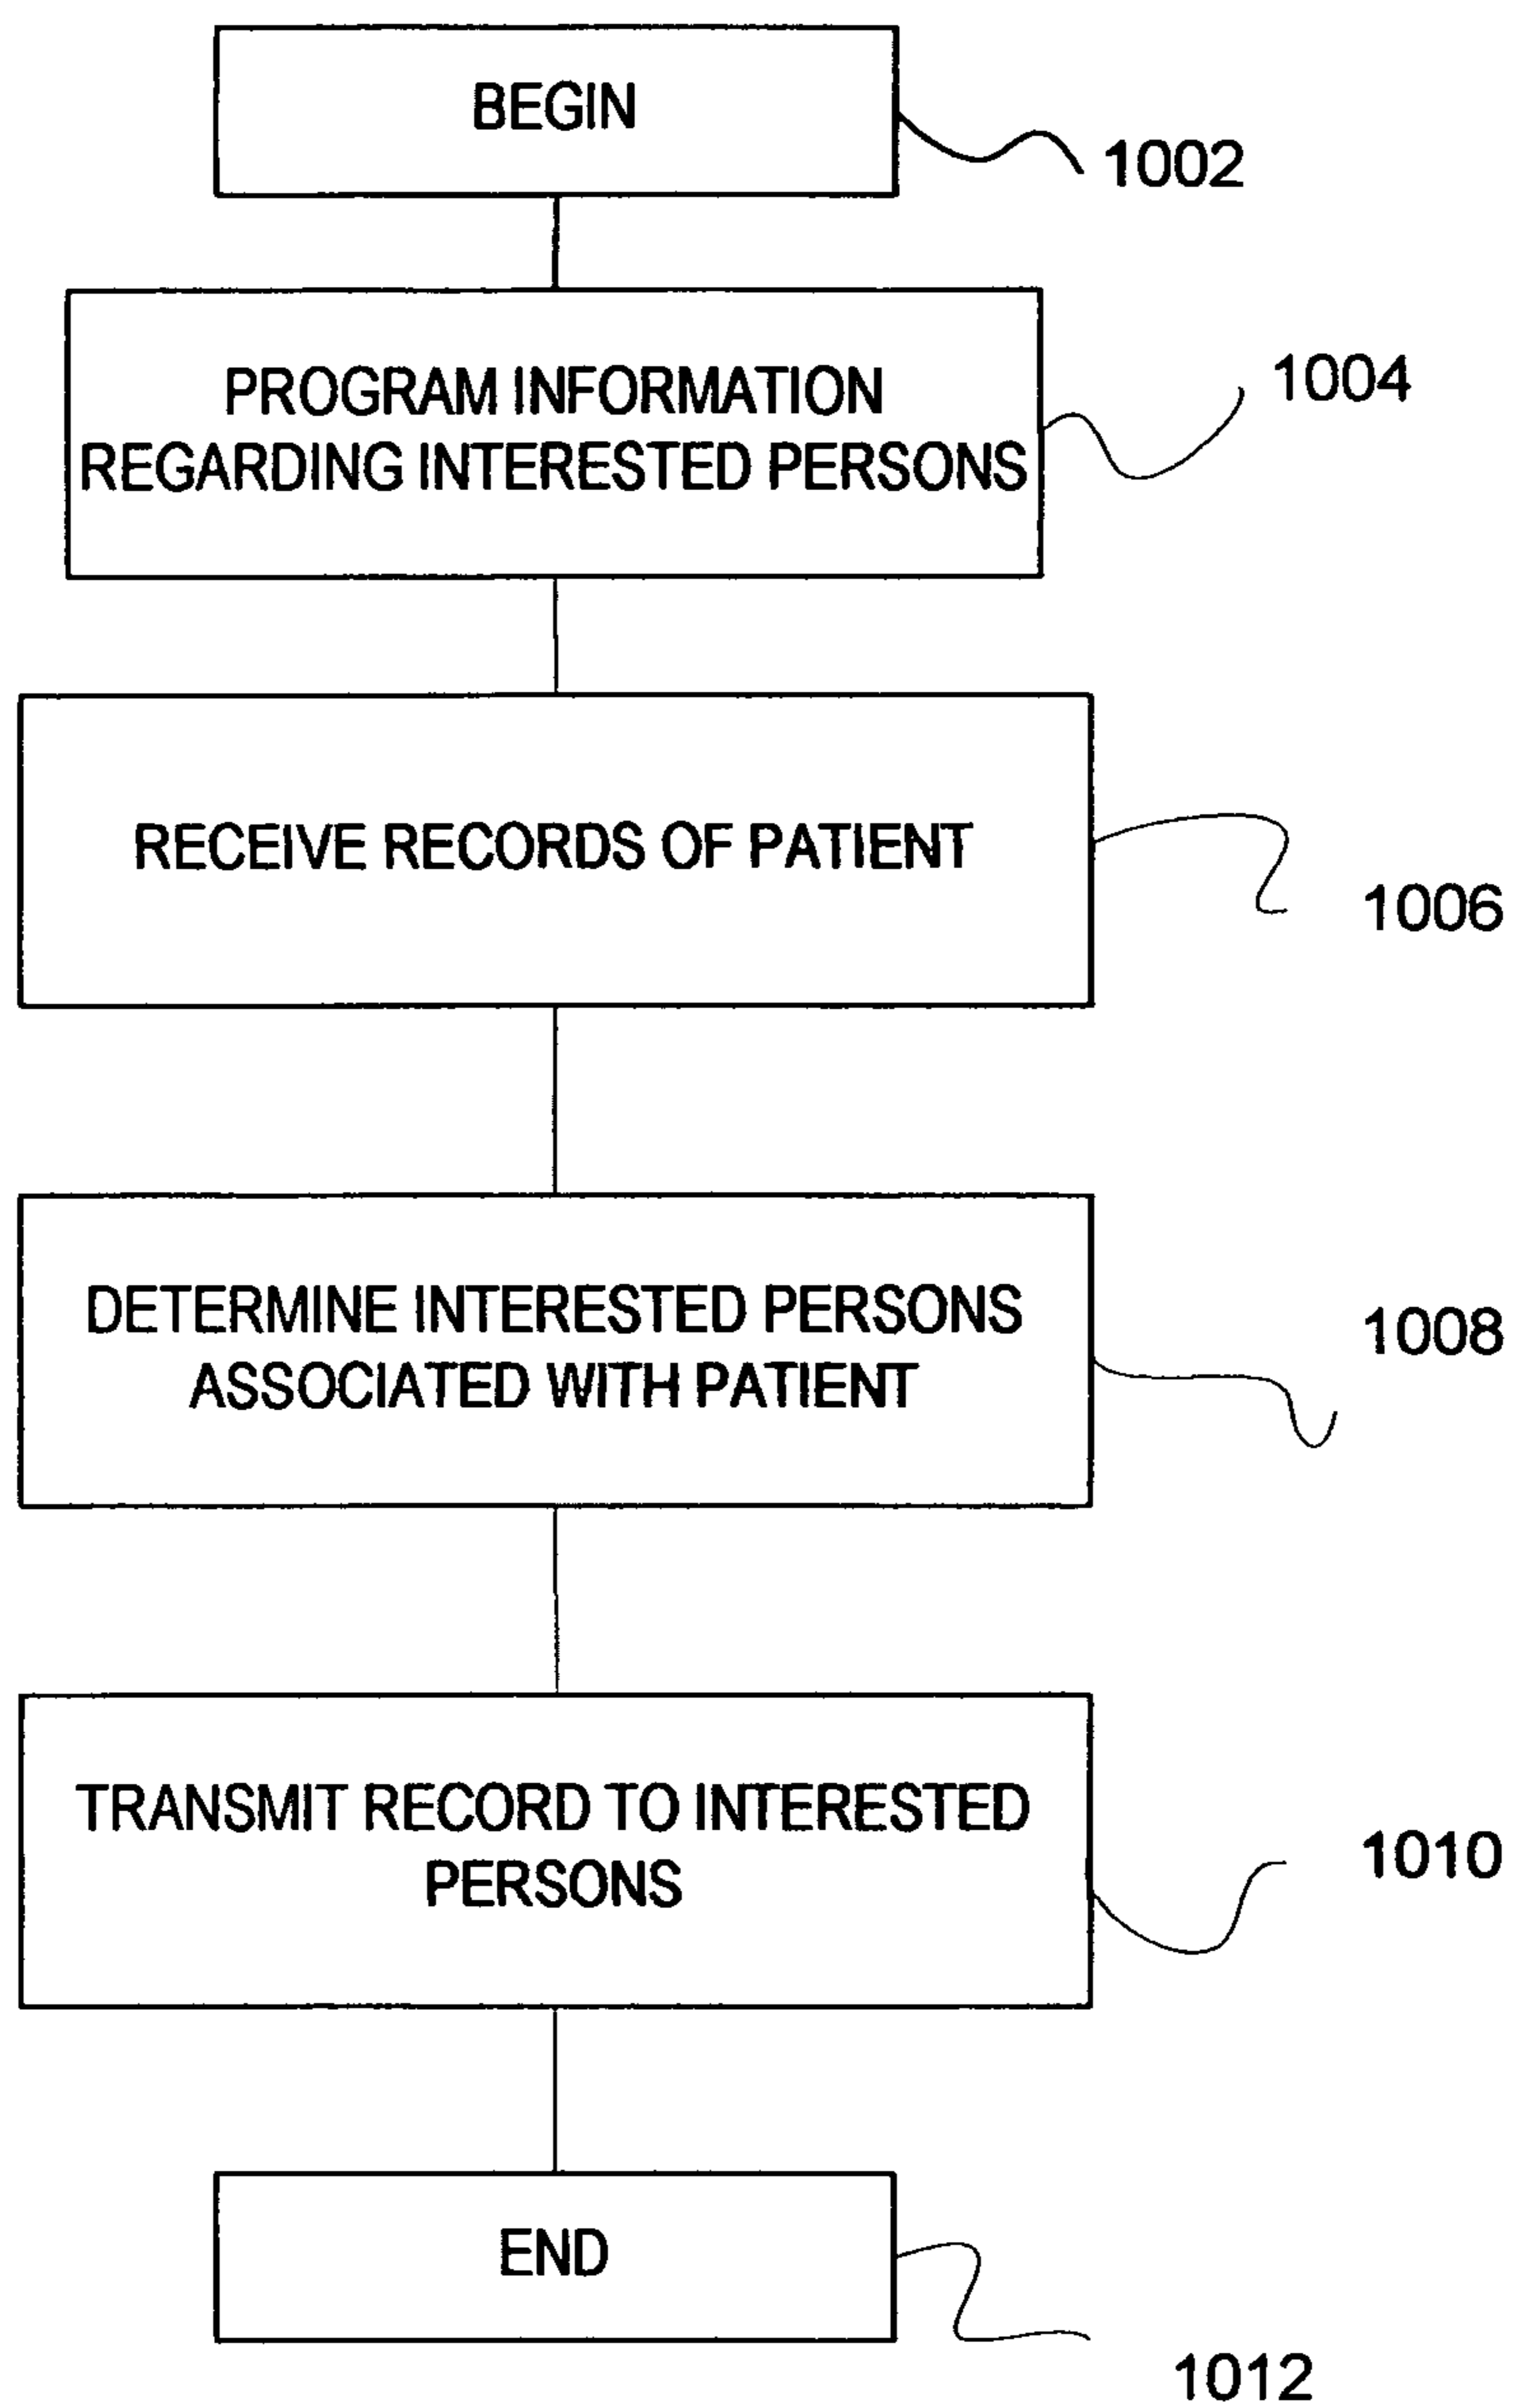 BEGIN
1002
PROGRAM INFORMATION
REGARDING INTERESTED PERSONS
1004
RECEIVE RECORDS OF PATIENT
1006
DETERMINE INTERESTED PERSONS
ASSOCIATED WITH PATIENT
1008
TRANSMIT RECORD TO INTERESTED
PERSONS
1010
END
1012